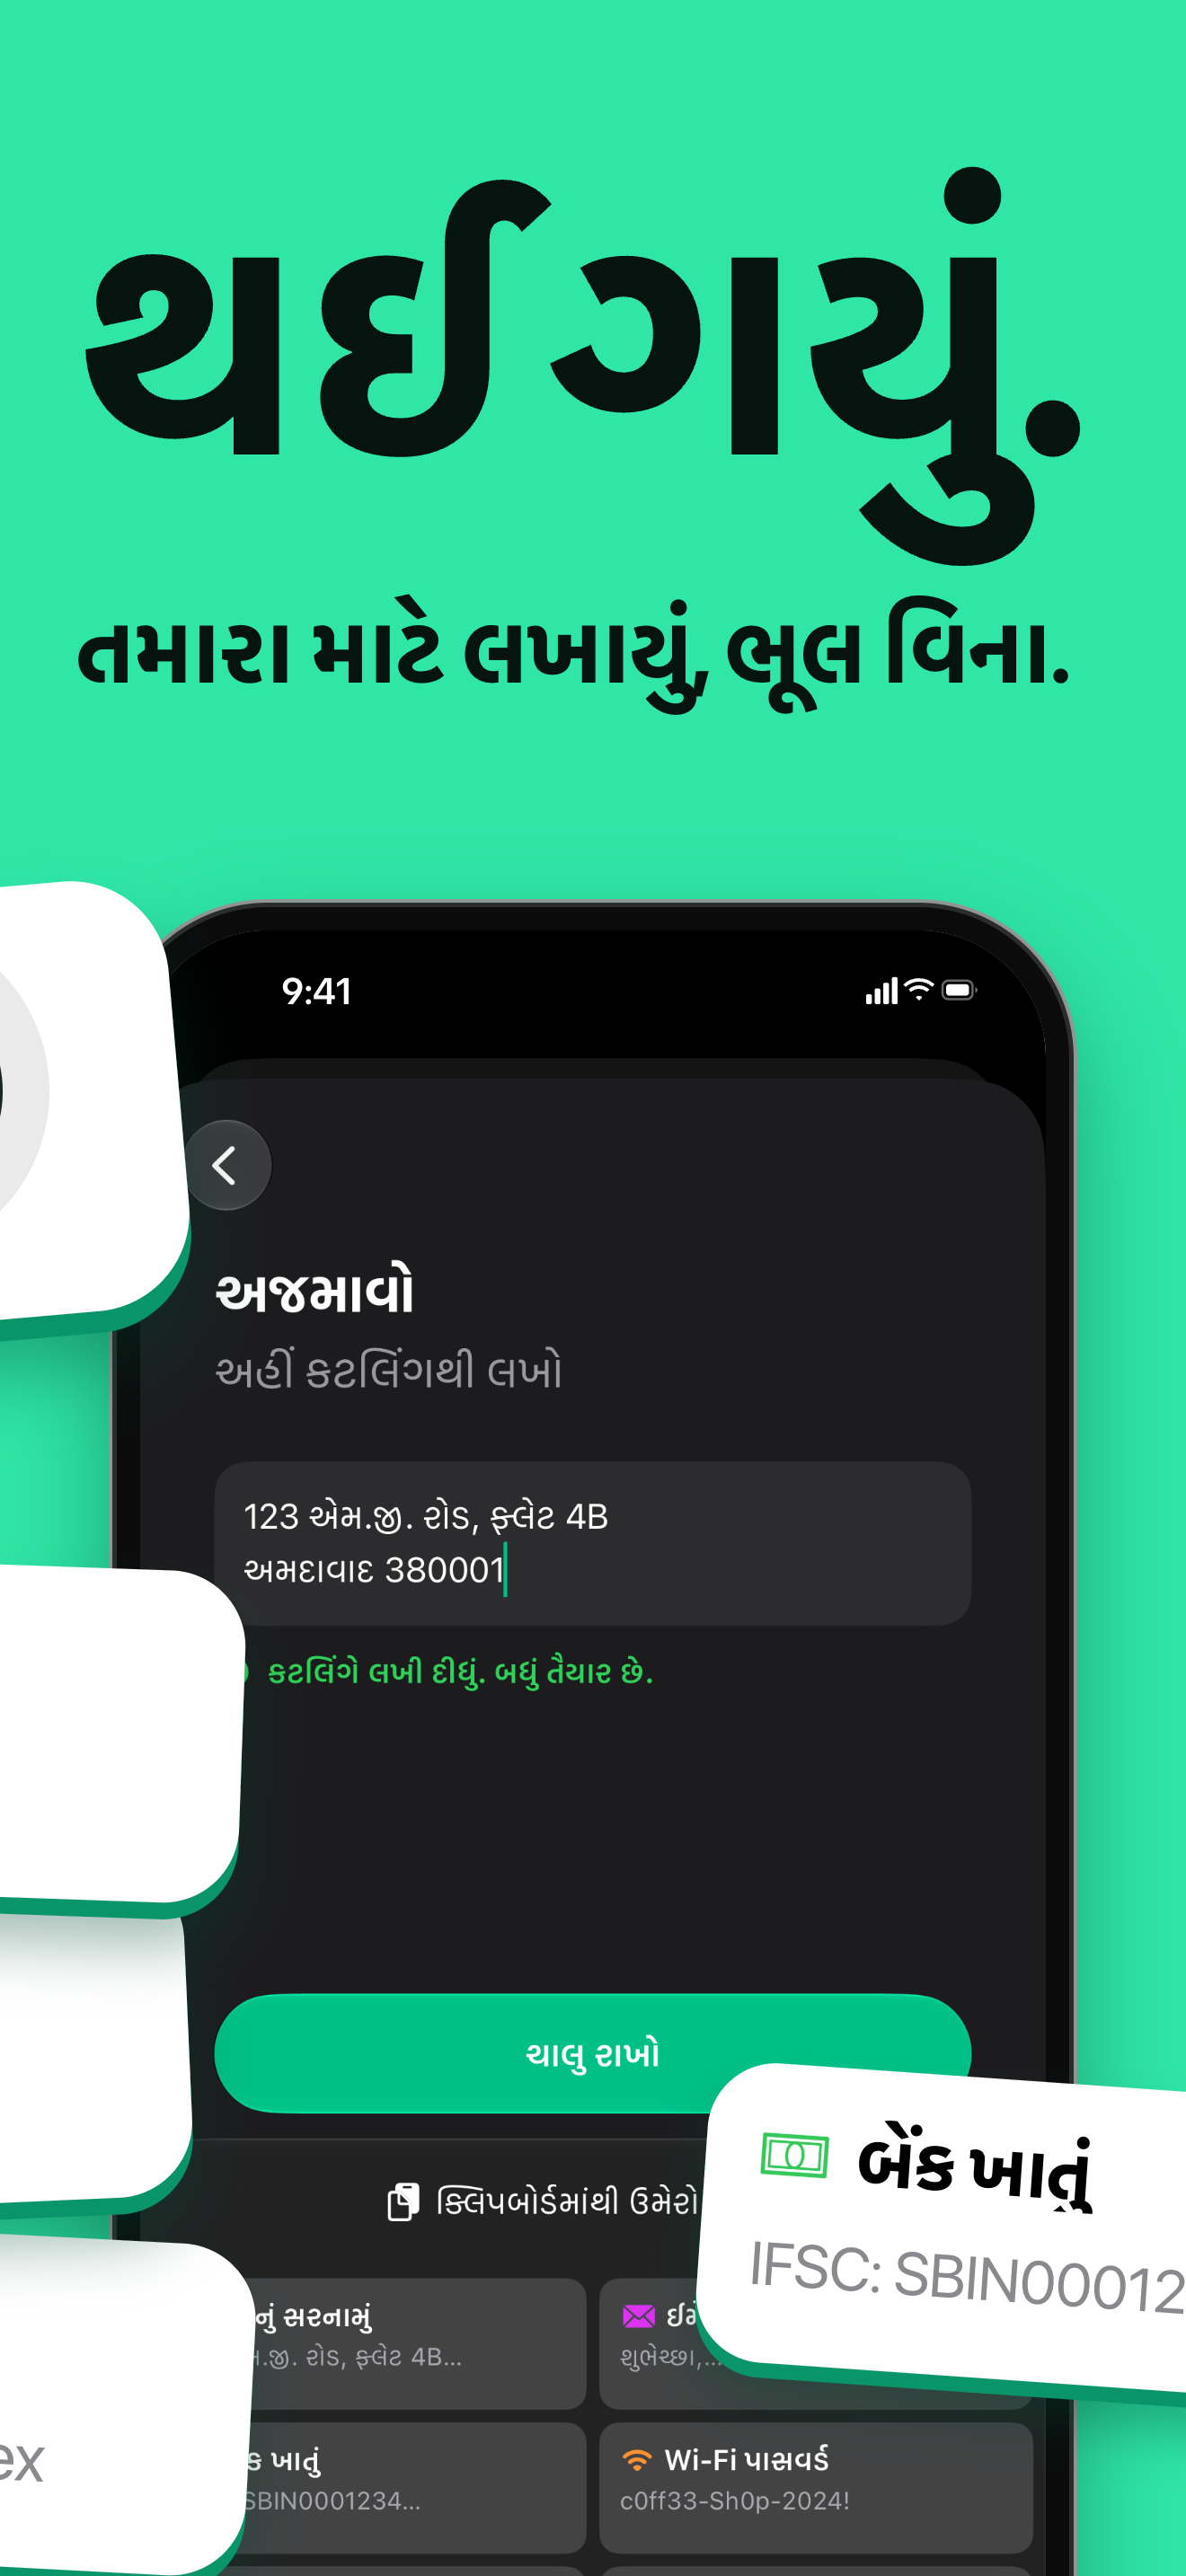 થઈ ગયું.
તમારા માટે લખાયું, ભૂલ વિના.
9:41
અજમાવો
અહીં કટલિંગથી લખો
123 એમ.જી. રોડ, ફ્લેટ 4B
અમદાવાદ 380001
કટલિંગે લખી દીધું. બધું તૈયાર છે.
ચાલુ રાખો
બેંક ખાતું
IFSC: SBIN00012
ક્લિપબોર્ડમાંથી ઉમેરો
સરનામું
જી. રોડ, ફ્લેટ 4B...
શુભેચ્છા,...
ખાતું
SBIN0001234...
Wi-Fi પાસવર્ડ
c0ff33-Sh0p-2024!